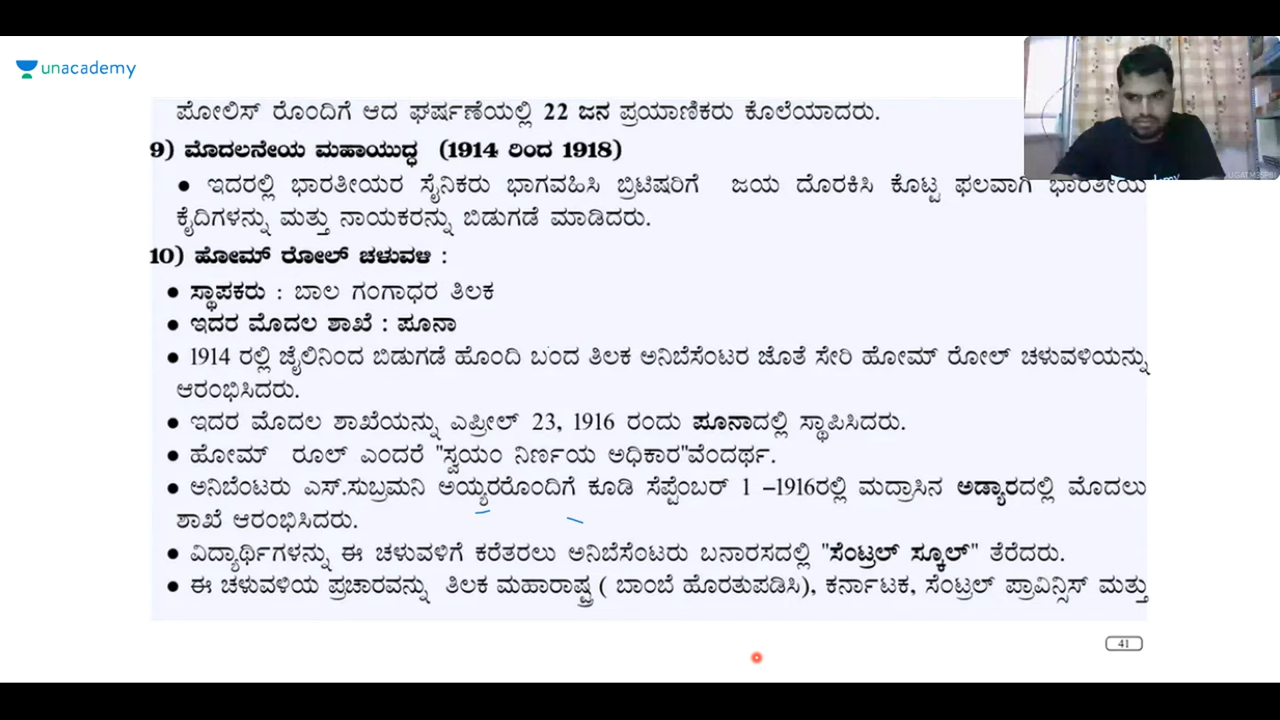 unacademy
ಪೋಲಿಸ್ ರೊಂದಿಗೆ ಆದ ಘರ್ಷಣೆಯಲ್ಲಿ 22 ಜನ ಪ್ರಯಾಣಿಕರು ಕೊಲೆಯಾದರು.
9) ಮೊದಲನೇಯ ಮಹಾಯುದ್ಧ (1914 ರಿಂದ 1918)
● ಇದರಲ್ಲಿ ಭಾರತೀಯರ ಸೈನಿಕರು ಭಾಗವಹಿಸಿ ಬ್ರಿಟಿಷರಿಗೆ ಜಯ ದೊರಕಿಸಿ ಕೊಟ್ಟ ಫಲವಾಗಿ ಭಾರತೀಯ
ಕೈದಿಗಳನ್ನು ಮತ್ತು ನಾಯಕರನ್ನು ಬಿಡುಗಡೆ ಮಾಡಿದರು.
10) ಹೋಮ್ ರೋಲ್ ಚಳುವಳಿ :
● ಸ್ಥಾಪಕರು : ಬಾಲ ಗಂಗಾಧರ ತಿಲಕ
● ಇದರ ಮೊದಲ ಶಾಖೆ : ಪೂನಾ
● 1914 ರಲ್ಲಿ ಜೈಲಿನಿಂದ ಬಿಡುಗಡೆ ಹೊಂದಿ ಬಂದ ತಿಲಕ ಅನಿಬೆಸೆಂಟರ ಜೊತೆ ಸೇರಿ ಹೋಮ್ ರೋಲ್ ಚಳುವಳಿಯನ್ನು
ಆರಂಭಿಸಿದರು.
● ಇದರ ಮೊದಲ ಶಾಖೆಯನ್ನು ಎಪ್ರೀಲ್ 23, 1916 ರಂದು ಪೂನಾದಲ್ಲಿ ಸ್ಥಾಪಿಸಿದರು.
● ಹೋಮ್ ರೂಲ್ ಎಂದರೆ "ಸ್ವಯಂ ನಿರ್ಣಯ ಅಧಿಕಾರ"ವೆಂದರ್ಥ.
● ಅನಿಬೆಂಟರು ಎಸ್.ಸುಬ್ರಮನಿ ಅಯ್ಯರರೊಂದಿಗೆ ಕೂಡಿ ಸೆಪ್ಟೆಂಬರ್ 1 –1916ರಲ್ಲಿ ಮದ್ರಾಸಿನ ಅಡ್ಯಾರದಲ್ಲಿ ಮೊದಲು
ಶಾಖೆ ಆರಂಭಿಸಿದರು.
● ವಿದ್ಯಾರ್ಥಿಗಳನ್ನು ಈ ಚಳುವಳಿಗೆ ಕರೆತರಲು ಅನಿಬೆಸೆಂಟರು ಬನಾರಸದಲ್ಲಿ "ಸೆಂಟ್ರಲ್ ಸ್ಕೂಲ್" ತೆರೆದರು.
● ಈ ಚಳುವಳಿಯ ಪ್ರಚಾರವನ್ನು ತಿಲಕ ಮಹಾರಾಷ್ಟ್ರ ( ಬಾಂಬೆ ಹೊರತುಪಡಿಸಿ), ಕರ್ನಾಟಕ, ಸೆಂಟ್ರಲ್ ಪ್ರಾವಿನ್ಸಿಸ್ ಮತ್ತು
41